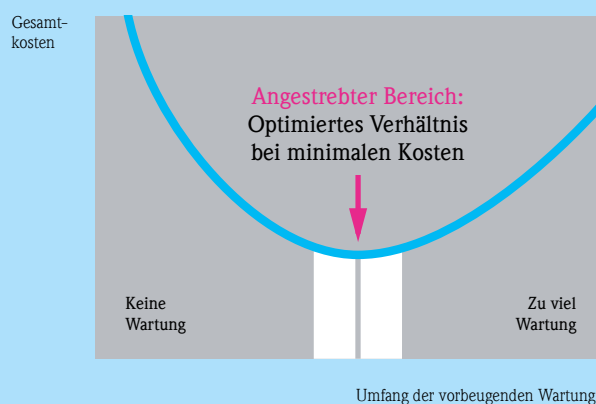 Gesamt-
kosten
Angestrebter Bereich:
Optimiertes Verhältnis
bei minimalen Kosten
Keine
Wartung
Zu viel
Wartung
Umfang der vorbeugenden Wartung